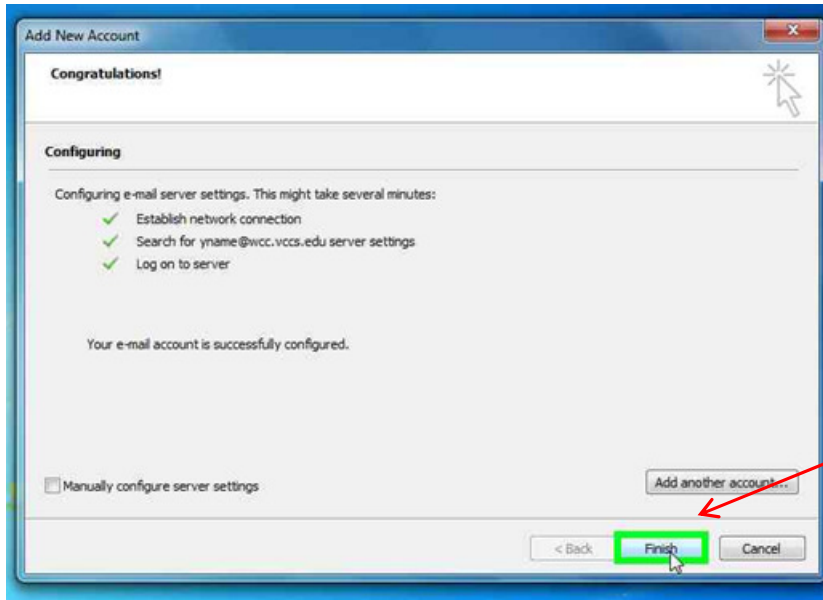 Add New Account
Congratulations!
Configuring
Configuring e-mail server settings. This might take several minutes:
Establish network connection
Search for yname@wcc.vccs.edu server settings
Log on to server
Your e-mail account is successfully configured.
Manually configure server settings
Add another account...
< Back
Finish
Cancel